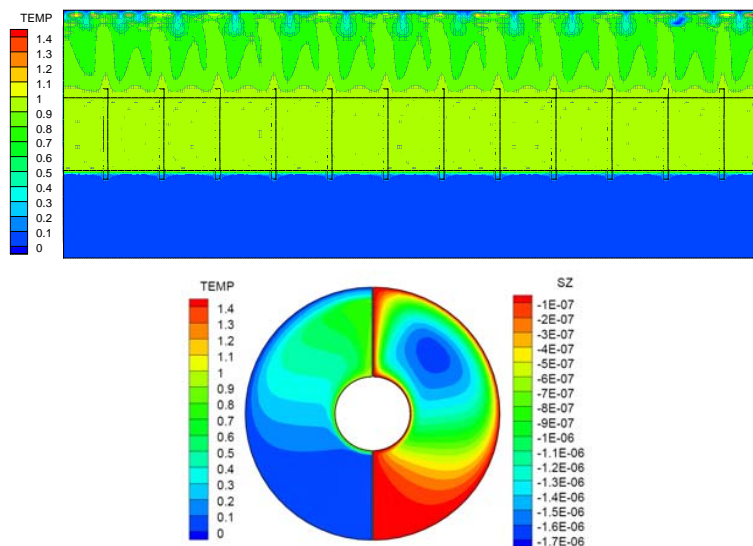 TEMP
1.4
1.3
1.2
1.1
1
0.9
0.8
0.7
0.6
0.5
0.4
0.3
0.2
0.1
0
TEMP
1.4
1.3
1.2
1.1
1
0.9
0.8
0.7
0.6
0.5
0.4
0.3
0.2
0.1
0
SZ
-1E-07
-2E-07
-3E-07
-4E-07
-5E-07
-6E-07
-7E-07
-8E-07
-9E-07
-1E-06
-1.1E-06
-1.2E-06
-1.3E-06
-1.4E-06
-1.5E-06
-1.6E-06
-1.7E-06